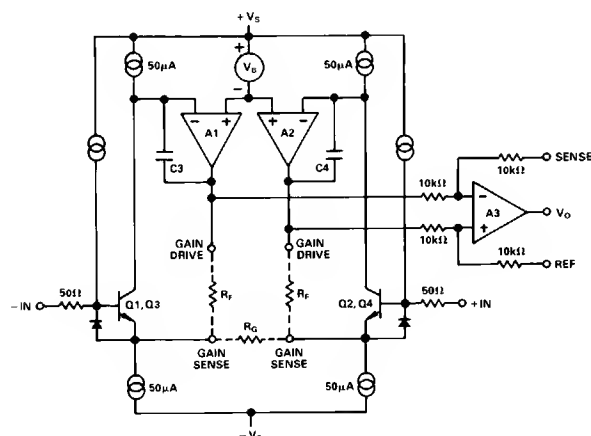 + VS
50μA
+
VB
−
50μA
− +
A1
+ −
A2
C3
C4
SENSE
10kΩ
10kΩ
−
A3
VO
+
10kΩ
10kΩ
REF
GAIN
DRIVE
GAIN
DRIVE
50Ω
− IN
Q1, Q3
RF
RF
Q2, Q4
50Ω
+IN
RG
GAIN
SENSE
GAIN
SENSE
50μA
50μA